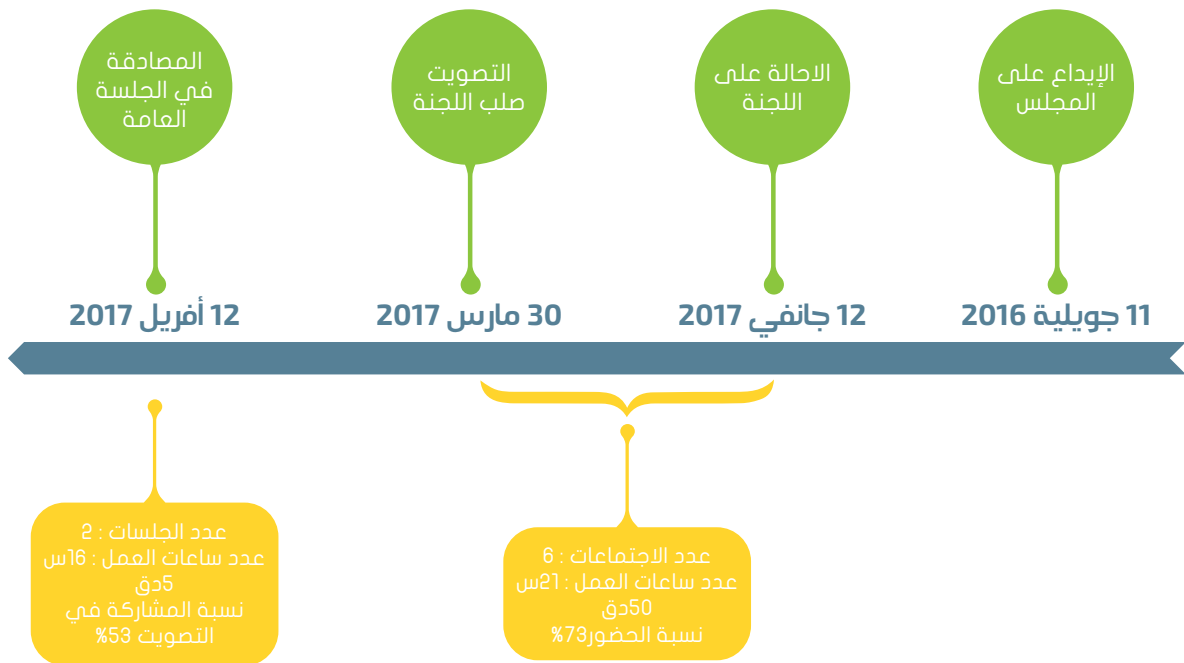 الإيداع على
المجلس
الاحالة على
اللجنة
التصويت
صلب اللجنة
المصادقة
في الجلسة
العامة
11 جويلية 2016
12 جانفي 2017
30 مارس 2017
12 أفريل 2017
عدد الاجتماعات : 6
عدد ساعات العمل : 21س
50دق
نسبة الحضور73%
عدد الجلسات : 2
عدد ساعات العمل : 16س
5دق
نسبة المشاركة في
التصويت 53%